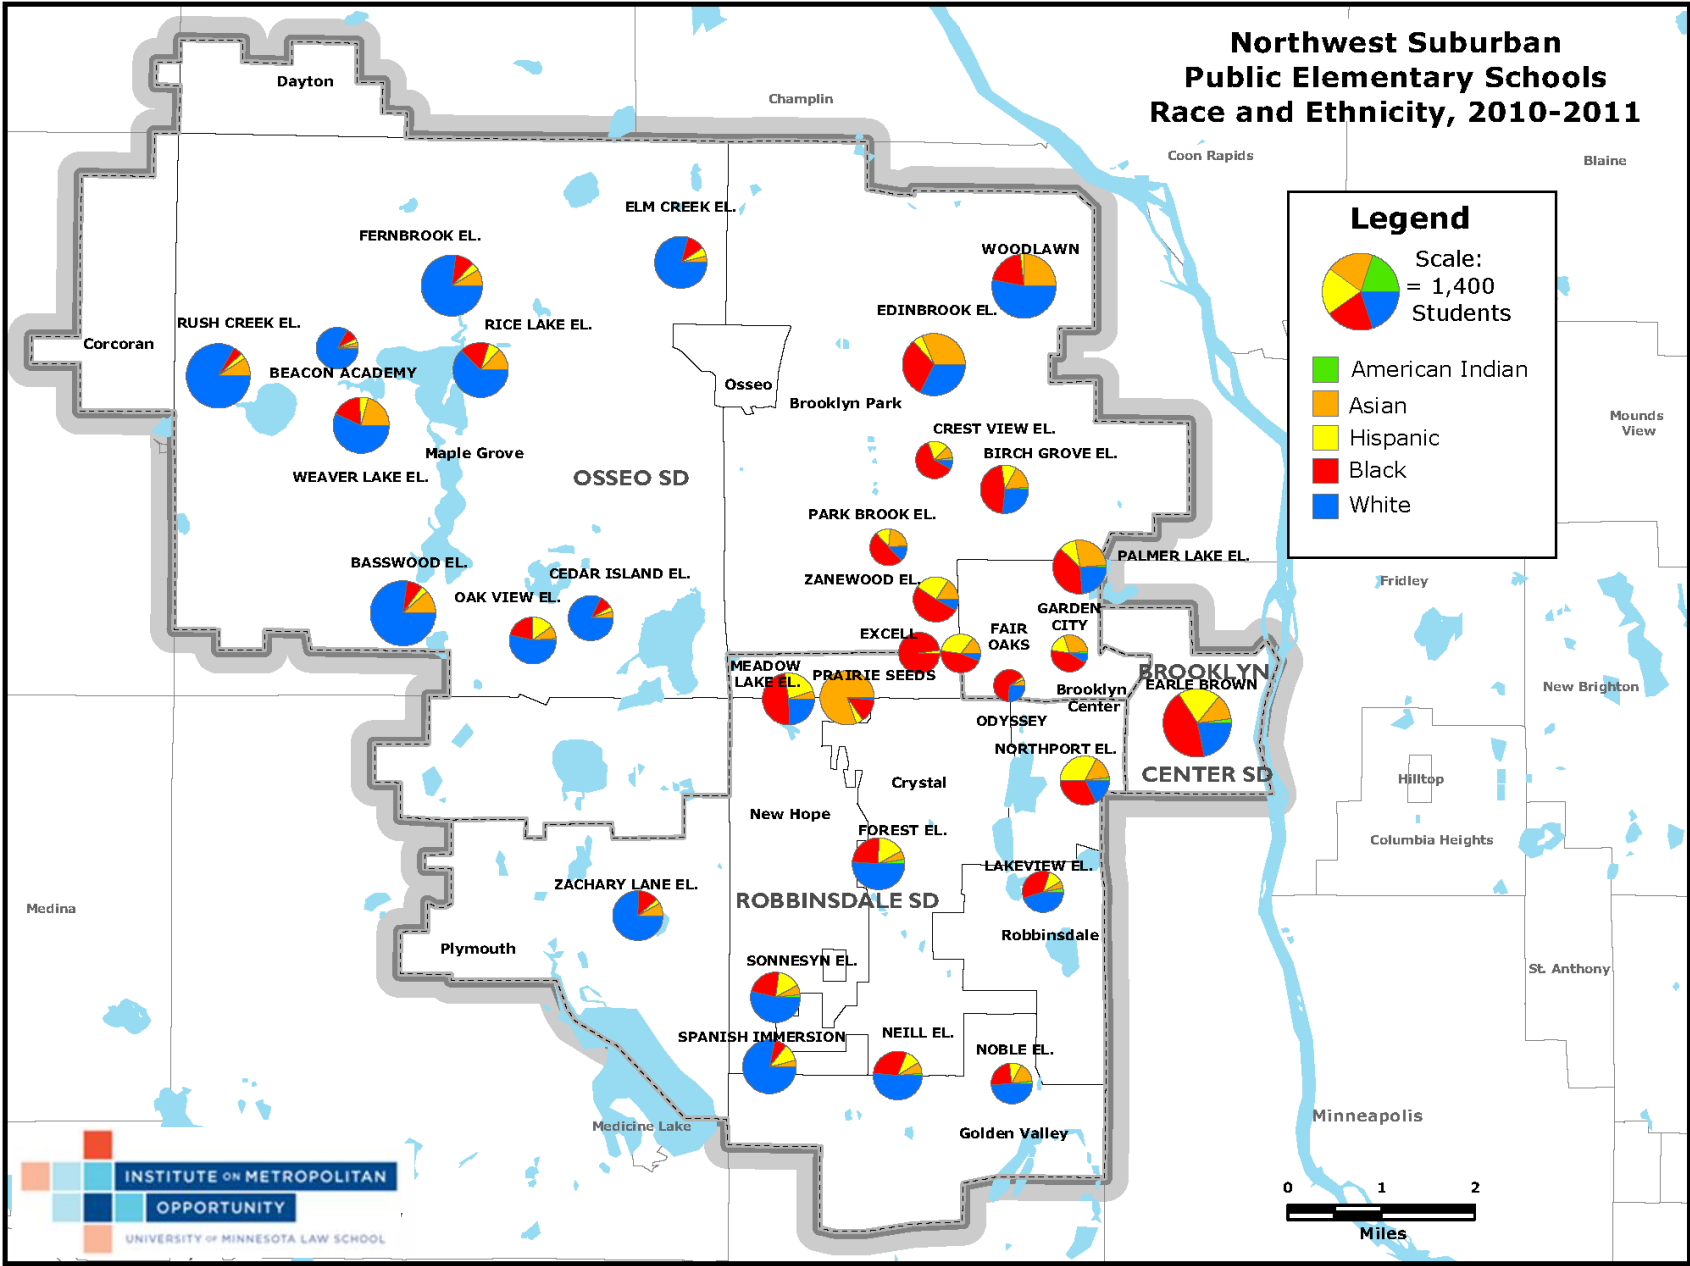 Northwest Suburban
Public Elementary Schools
Race and Ethnicity, 2010-2011
Dayton
Champlin
Coon Rapids
Blaine
Legend
Scale:
= 1,400
Students
American Indian
Asian
Hispanic
Black
White
ELM CREEK EL.
FERNBROOK EL.
WOODLAWN
EDINBROOK EL.
RUSH CREEK EL.
RICE LAKE EL.
Corcoran
BEACON ACADEMY
Osseo
Brooklyn Park
Mounds
View
CREST VIEW EL.
BIRCH GROVE EL.
Maple Grove
WEAVER LAKE EL.
OSSEO SD
PARK BROOK EL.
PALMER LAKE EL.
BASSWOOD EL.
CEDAR ISLAND EL.
ZANEWOOD EL.
Fridley
OAK VIEW EL.
GARDEN
CITY
FAIR
OAKS
EXCELL
MEADOW
LAKE EL.
PRAIRIE SEEDS
BROOKLYN
EARLE BROWN
New Brighton
Brooklyn
Center
ODYSSEY
NORTHPORT EL.
CENTER SD
Hilltop
Crystal
New Hope
FOREST EL.
Columbia Heights
LAKEVIEW EL.
ZACHARY LANE EL.
ROBBINSDALE SD
Medina
Robbinsdale
Plymouth
SONNESYN EL.
St. Anthony
SPANISH IMMERSION
NEILL EL.
NOBLE EL.
Medicine Lake
Golden Valley
Minneapolis
INSTITUTE ON METROPOLITAN
OPPORTUNITY
UNIVERSITY OF MINNESOTA LAW SCHOOL
0 1 2
Miles